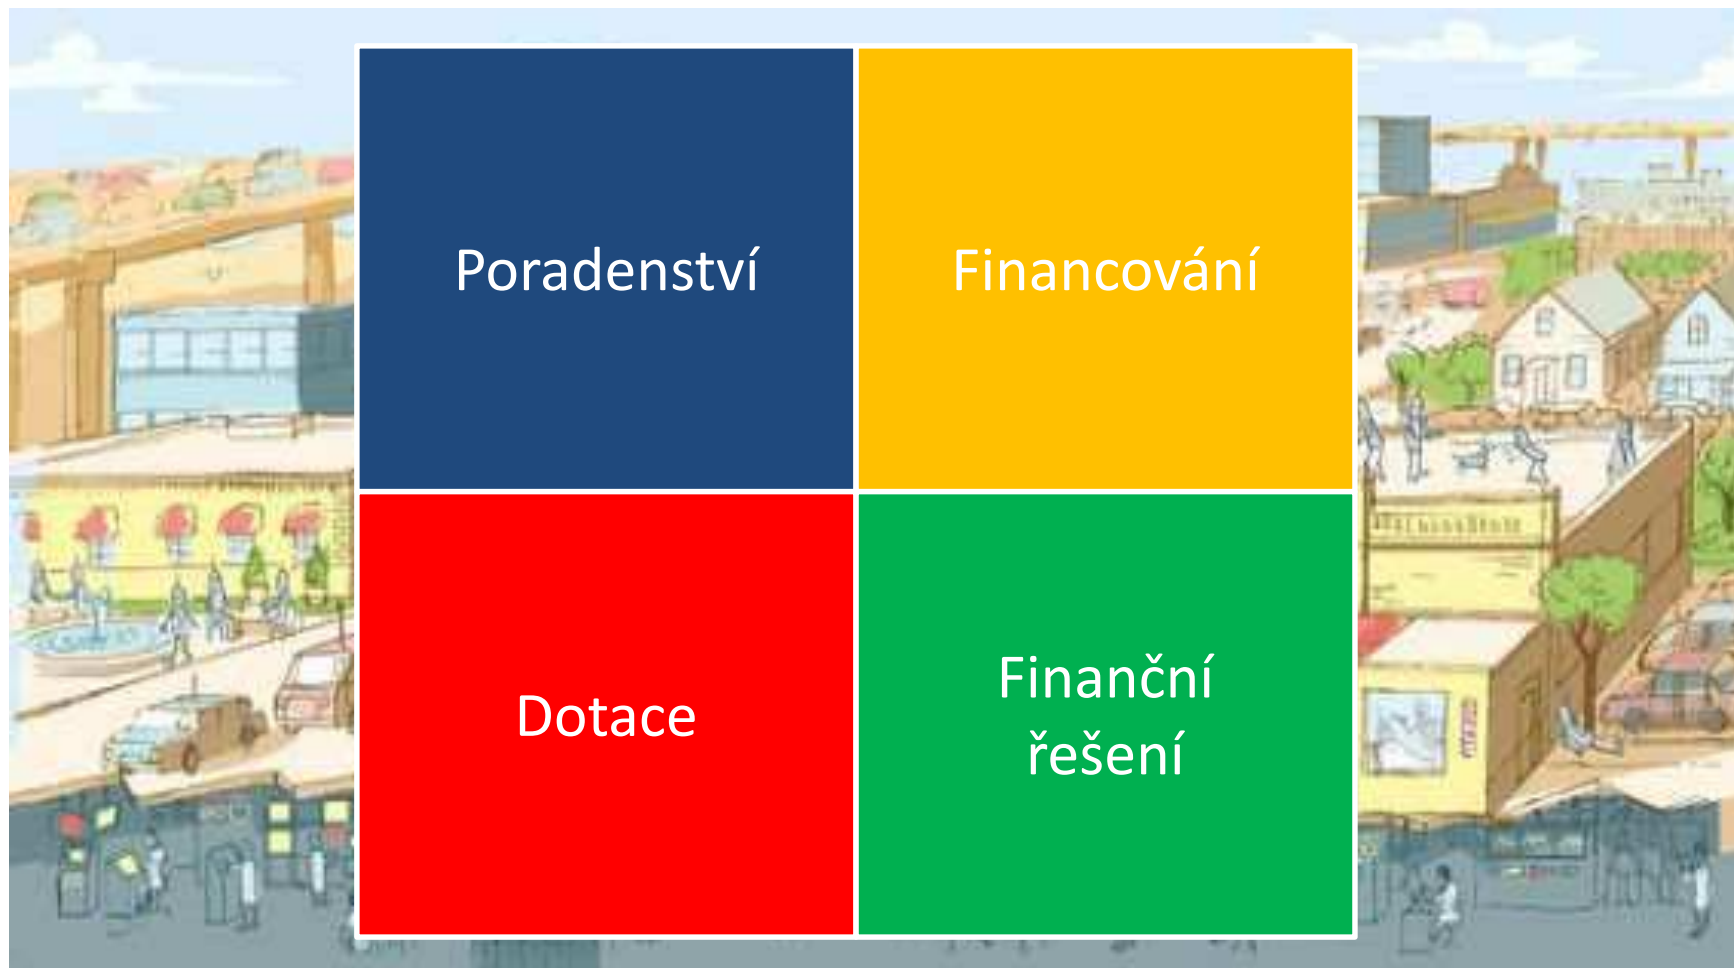 Poradenství
Financování
Dotace
Finanční
řešení